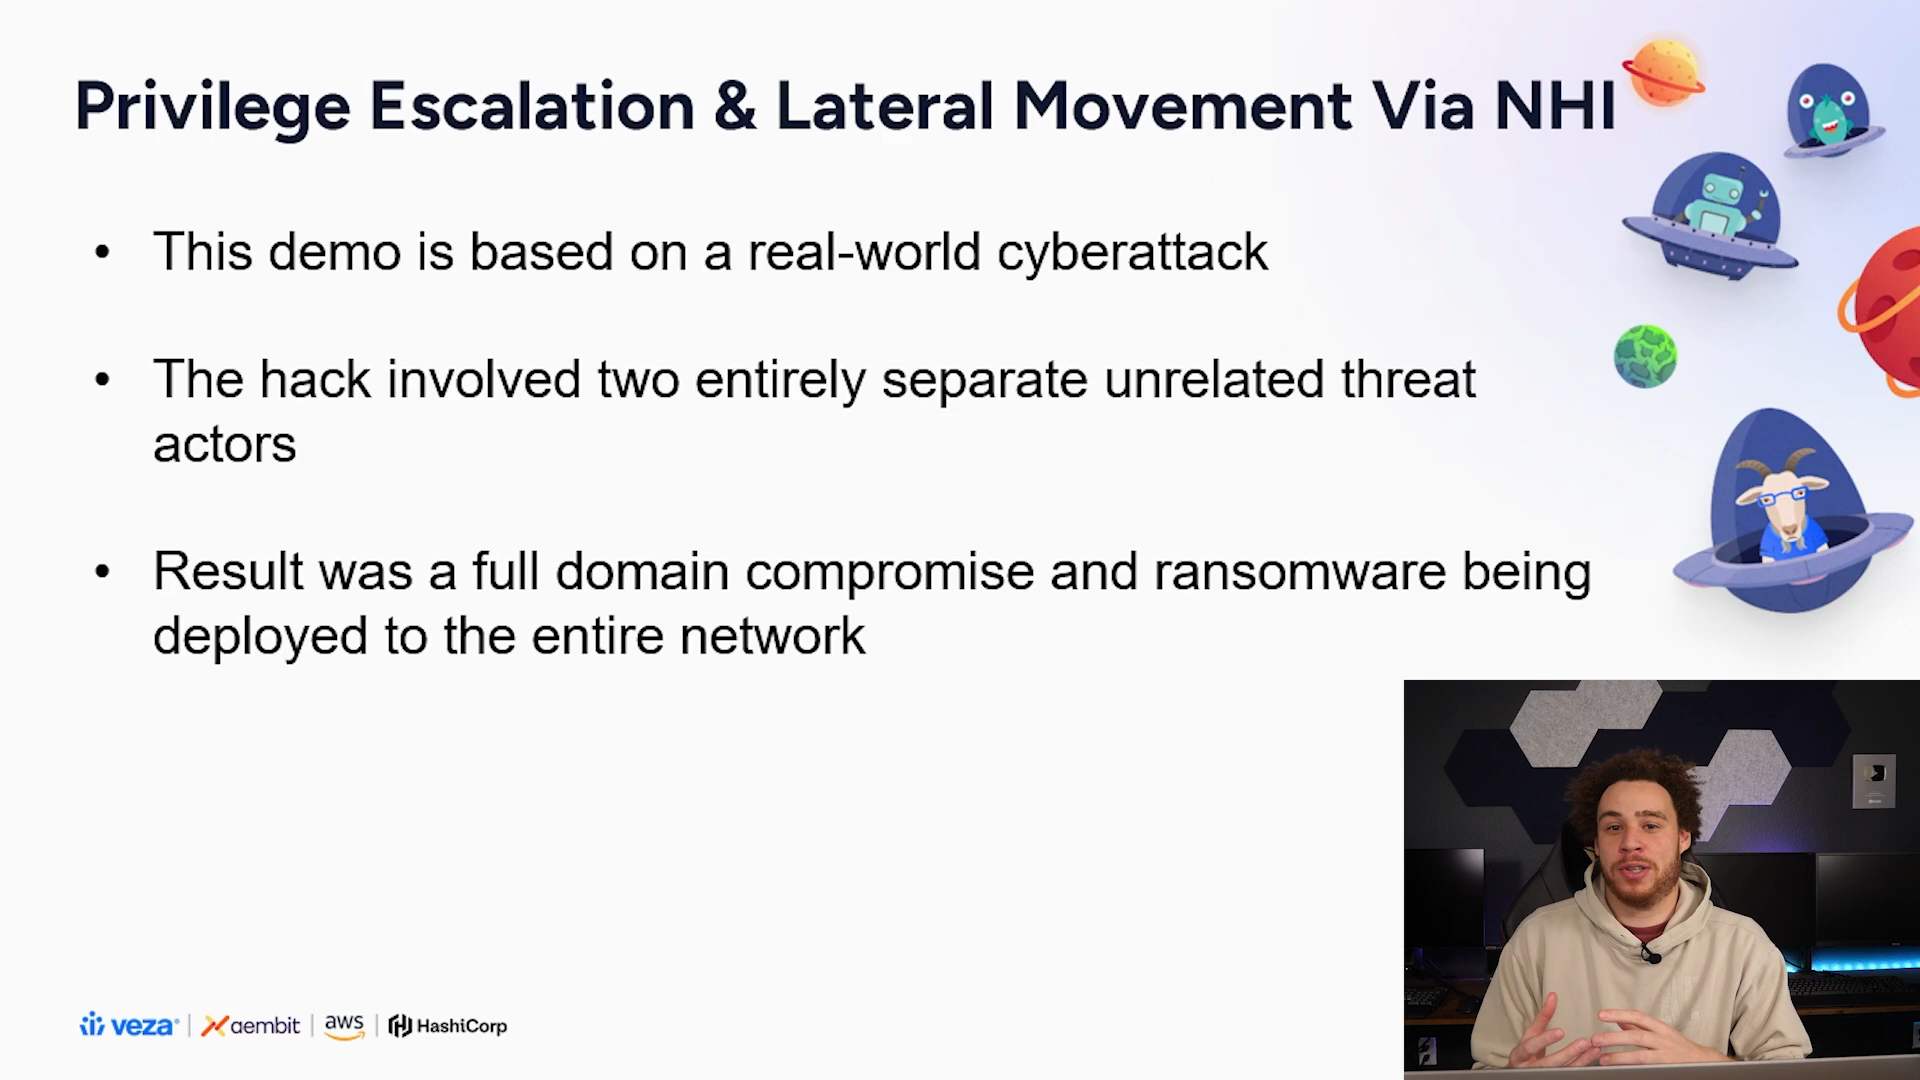 Privilege Escalation & Lateral Movement Via NHI
• This demo is based on a real-world cyberattack
• The hack involved two entirely separate unrelated threat
actors
• Result was a full domain compromise and ransomware being
deployed to the entire network
veza | aembit | aws | HashiCorp